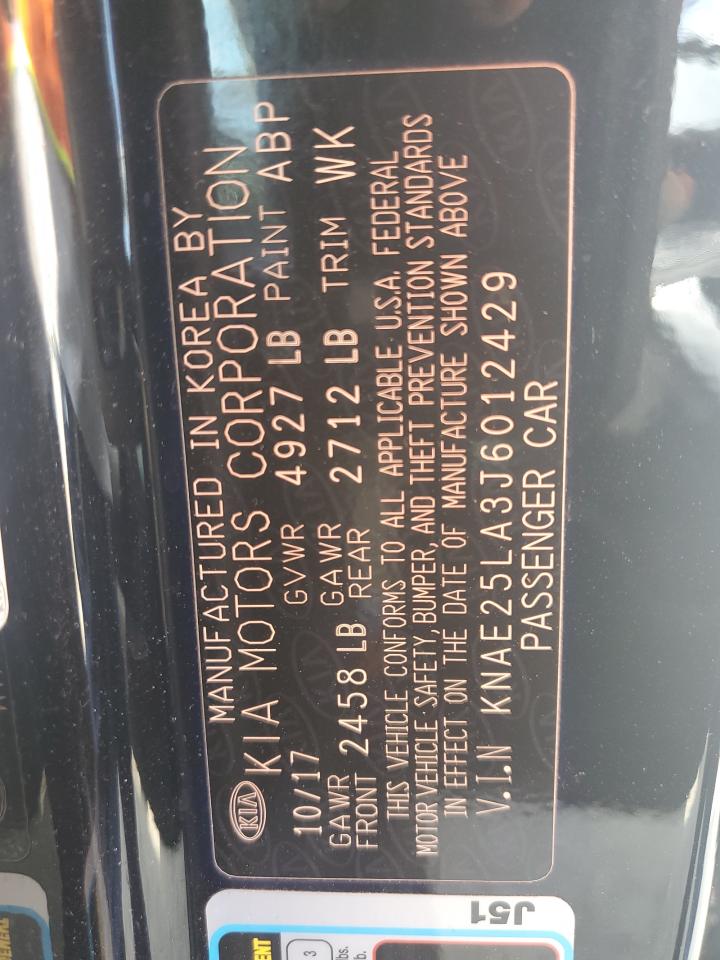 MANUFACTURED IN KOREA BY
KIA KIA MOTORS CORPORATION
10/17 GVWR 4927 LB PAINT ABP
GAWR FRONT 2458 LB GAWR REAR 2712 LB TRIM WK
THIS VEHICLE CONFORMS TO ALL APPLICABLE U.S.A. FEDERAL
MOTOR VEHICLE SAFETY, BUMPER, AND THEFT PREVENTION STANDARDS
IN EFFECT ON THE DATE OF MANUFACTURE SHOWN ABOVE
V.I.N KNAE25LA3J6012429
PASSENGER CAR
J51
3